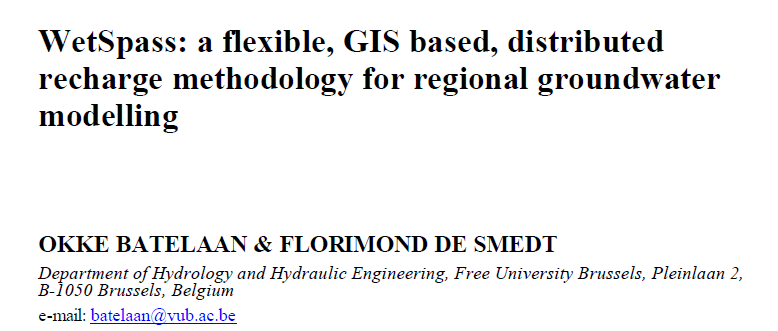 WetSpass: a flexible, GIS based, distributed
recharge methodology for regional groundwater
modelling
OKKE BATELAAN & FLORIMOND DE SMEDT
Department of Hydrology and Hydraulic Engineering, Free University Brussels, Pleinlaan 2,
B-1050 Brussels, Belgium
e-mail: batelaan@vub.ac.be